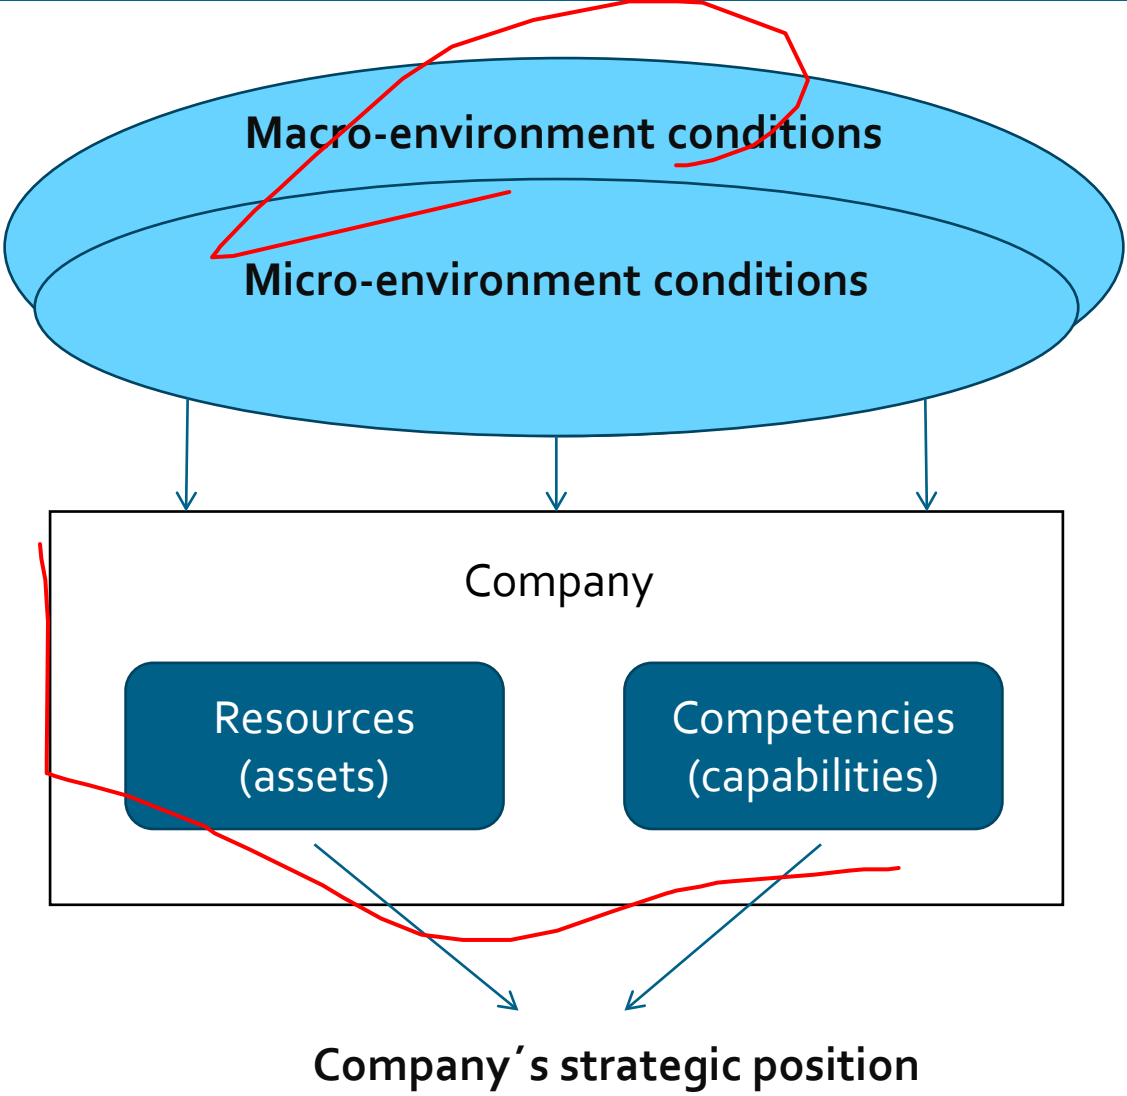 Macro-environment conditions
Micro-environment conditions
Company
Resources
(assets)
Competencies
(capabilities)
Company´s strategic position